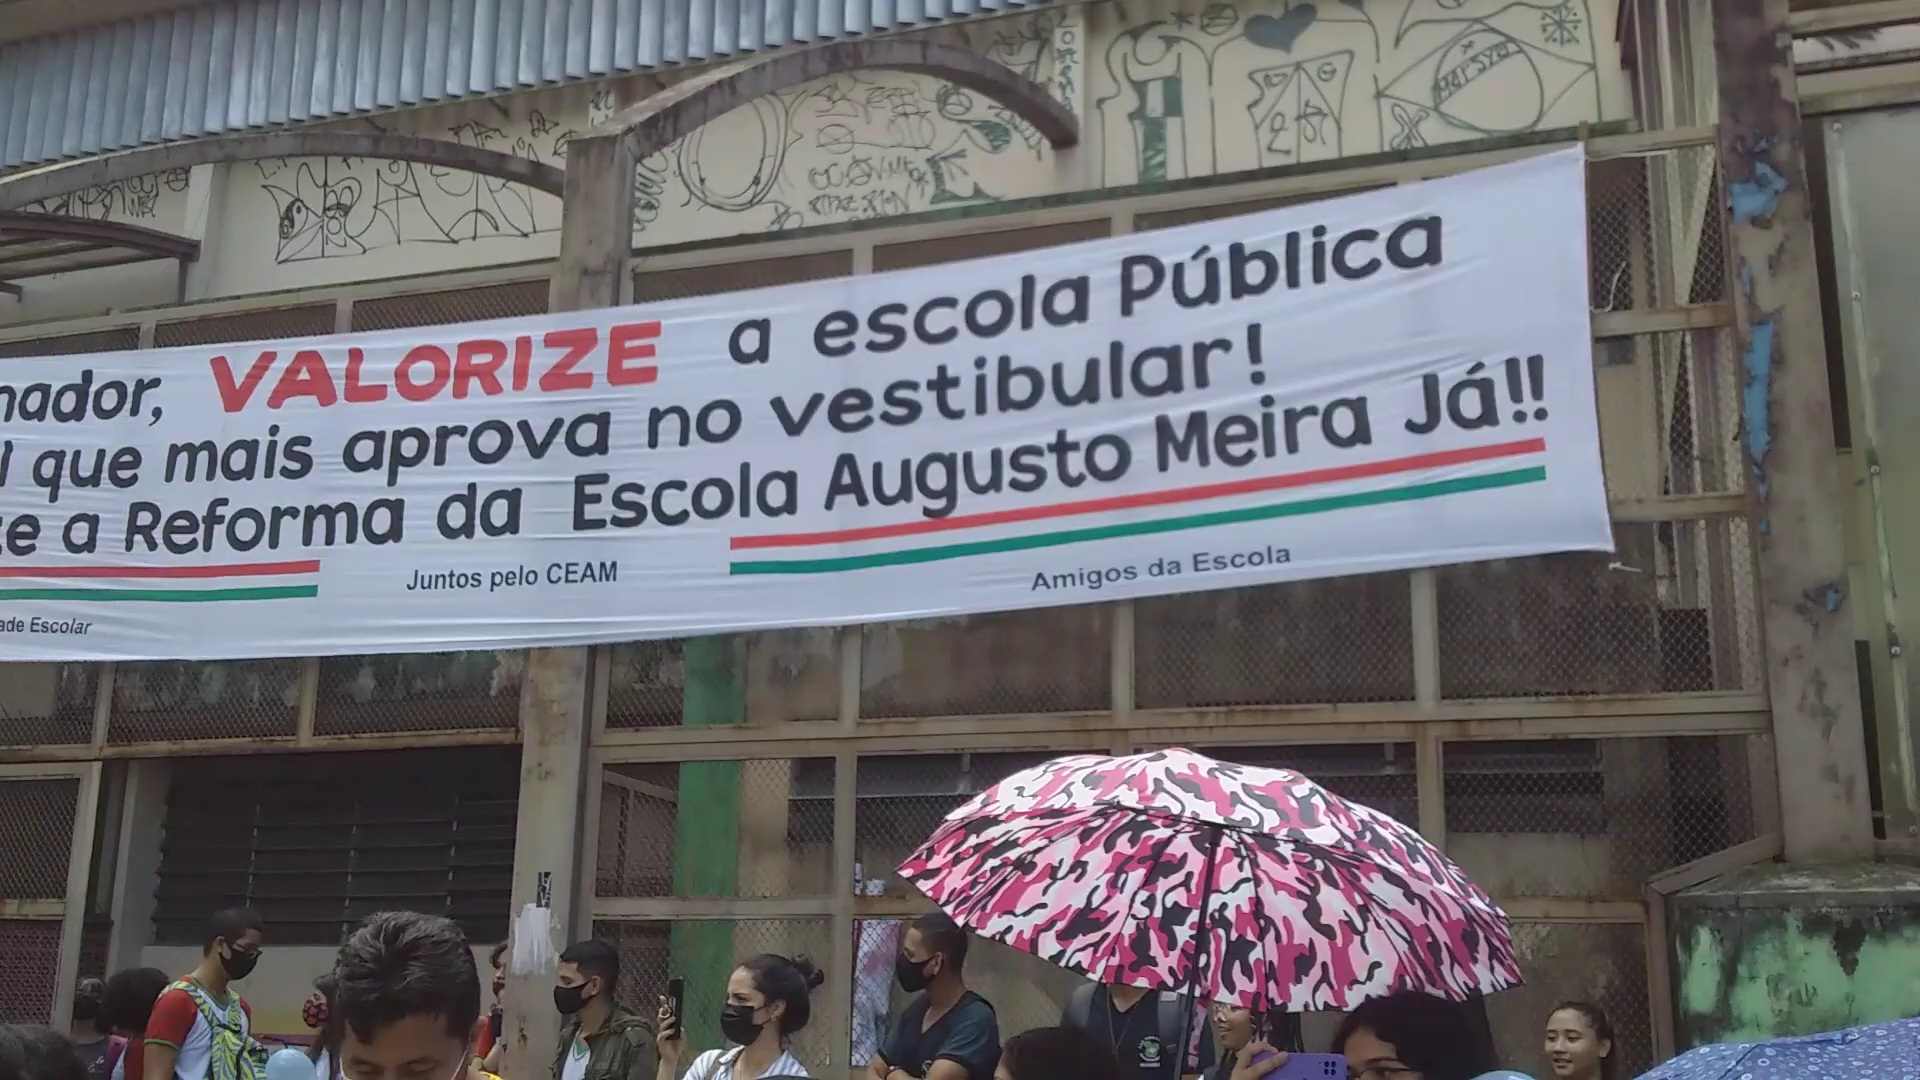 nador, VALORIZE a escola Pública
l que mais aprova no vestibular!
te a Reforma da Escola Augusto Meira Já!!
ade Escolar Juntos pelo CEAM Amigos da Escola